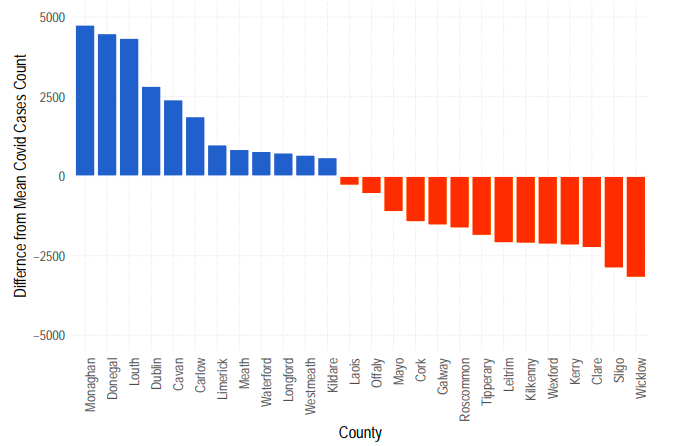 Differnce from Mean Covid Cases Count
5000
2500
0
−2500
−5000
Monaghan
Donegal
Louth
Dublin
Cavan
Carlow
Limerick
Meath
Waterford
Longford
Westmeath
Kildare
Laois
Offaly
Mayo
Cork
Galway
Roscommon
Tipperary
Leitrim
Kilkenny
Wexford
Kerry
Clare
Sligo
Wicklow
County